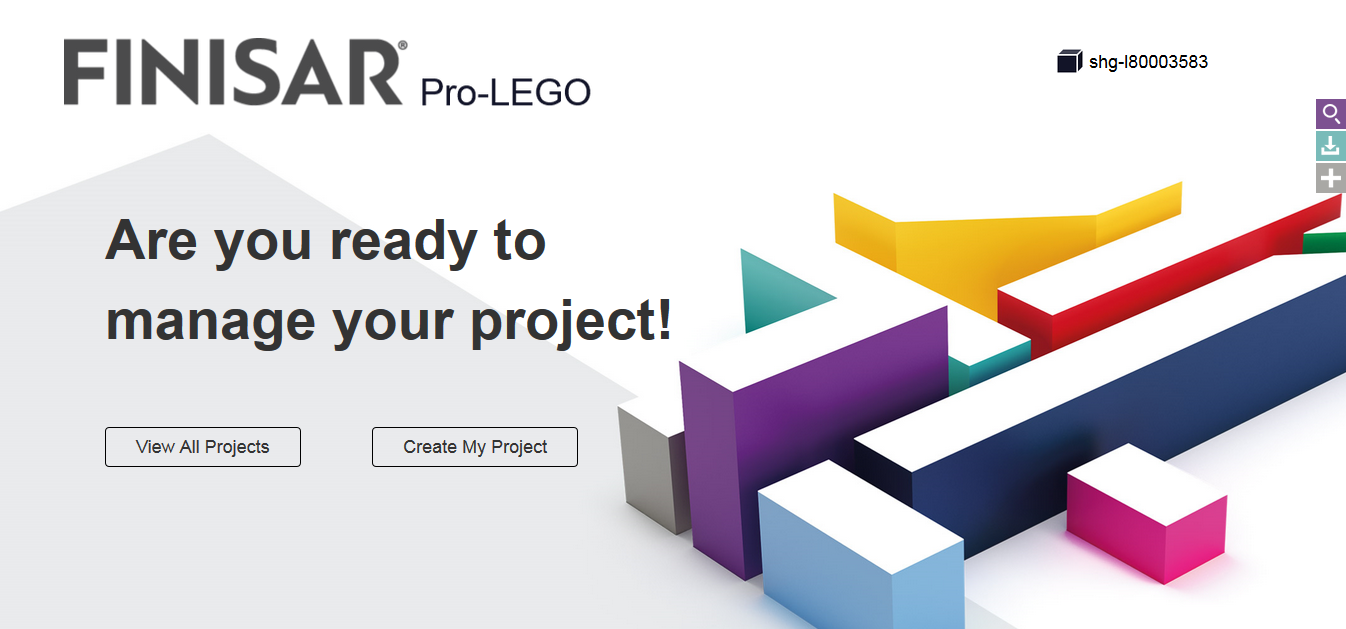 FINISAR® Pro-LEGO
shg-l80003583
Are you ready to
manage your project!
View All Projects
Create My Project